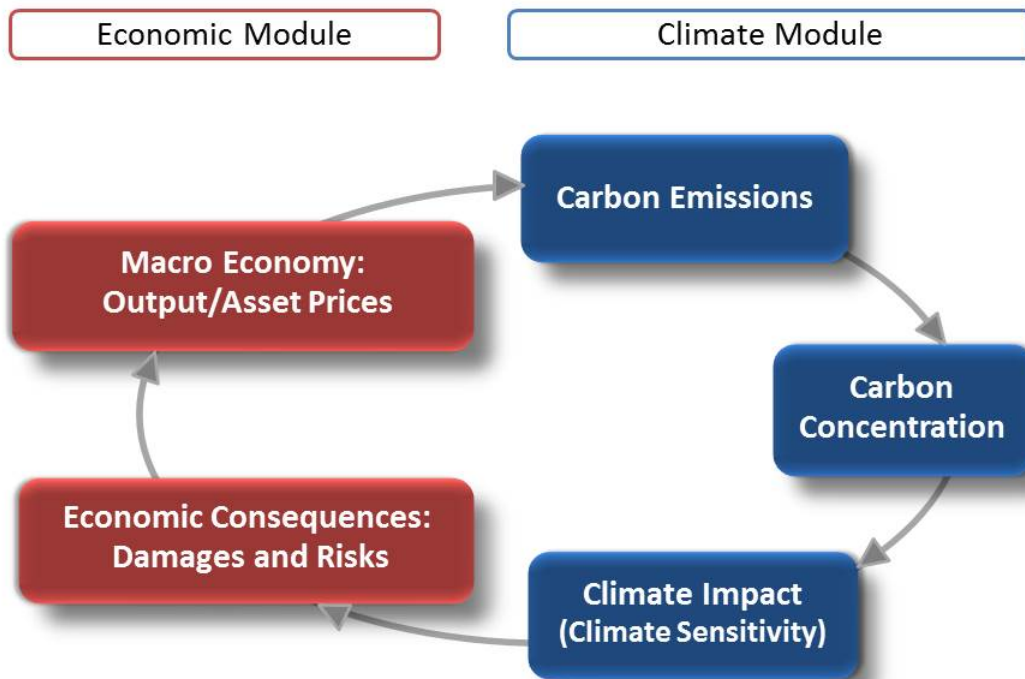 Economic Module
Climate Module
Carbon Emissions
Macro Economy:
Output/Asset Prices
Carbon
Concentration
Economic Consequences:
Damages and Risks
Climate Impact
(Climate Sensitivity)